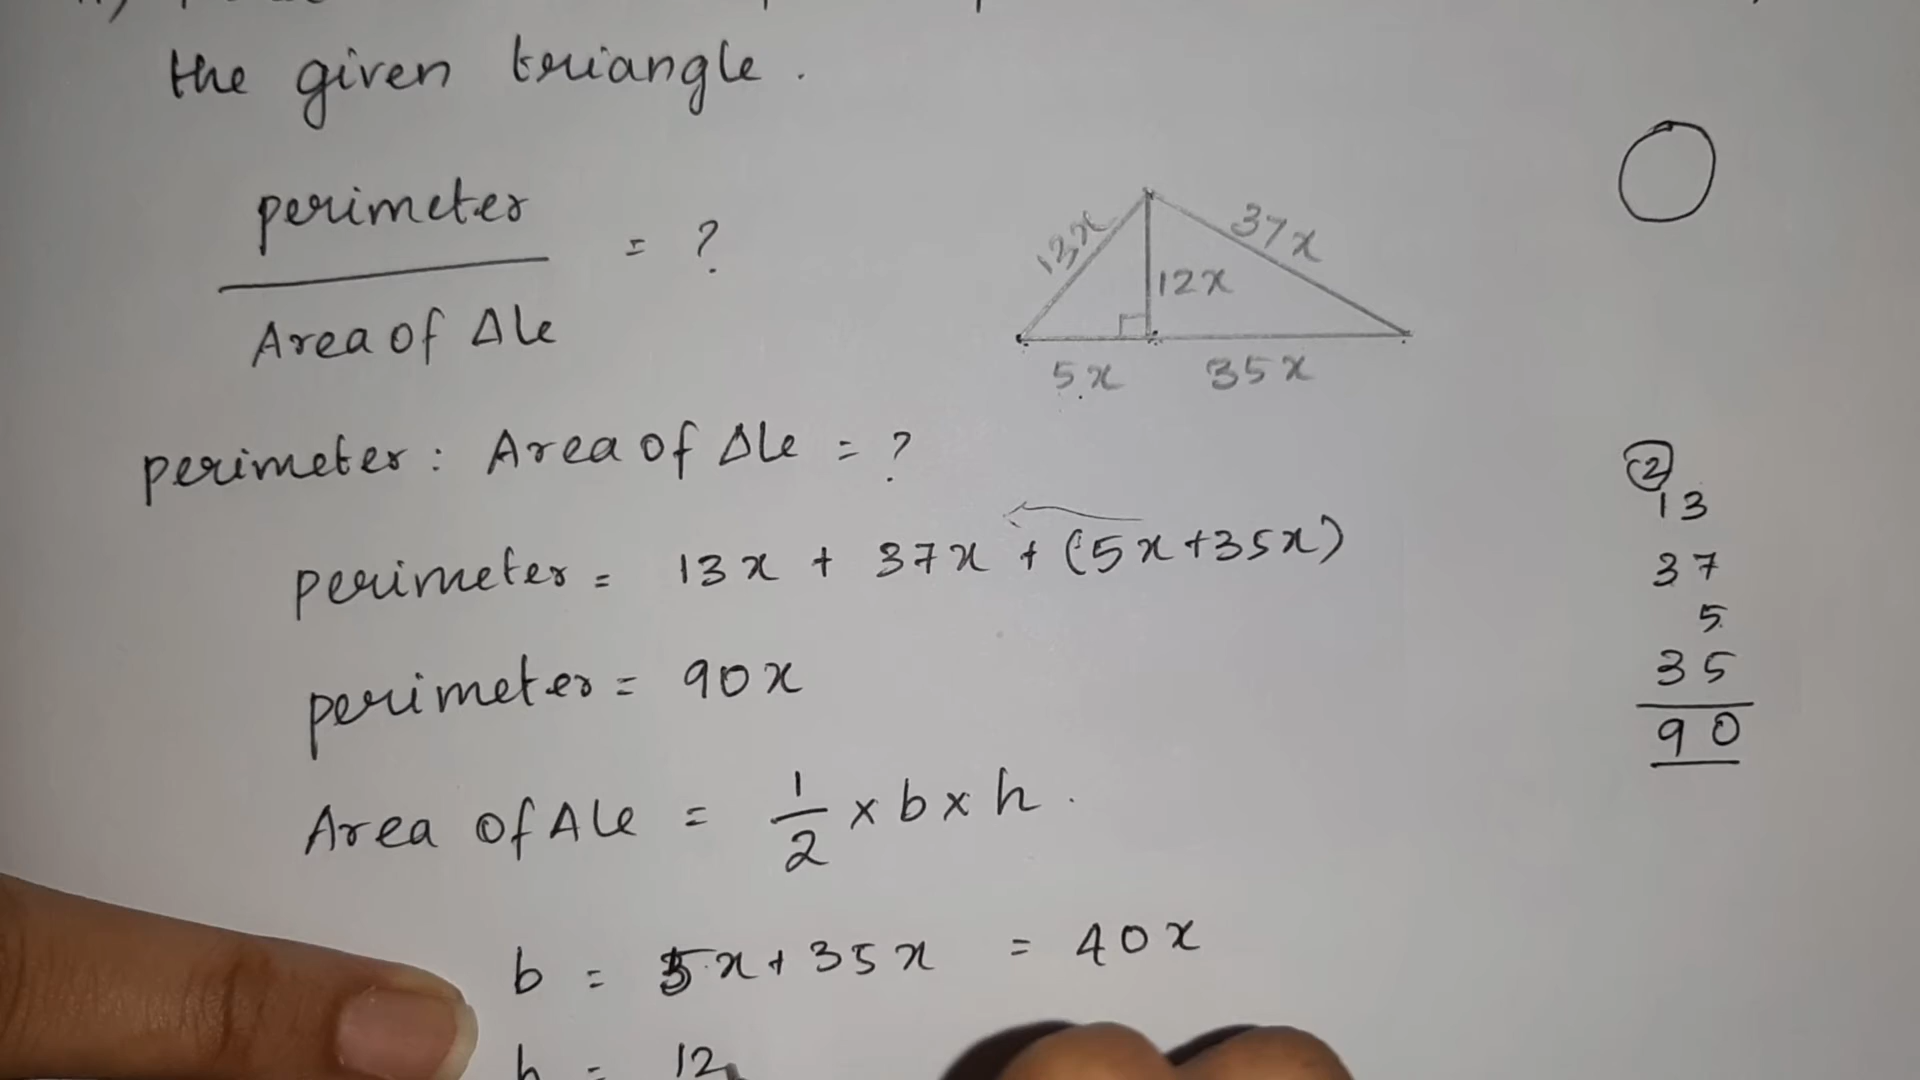 the given triangle.
perimeter
Area of Δle
= ?
13x
37x
12x
5x
35x
perimeter : Area of Δle = ?
perimeter = 13x + 37x + (5x+35x)
perimeter = 90x
Area of Δle = 1/2 × b × h.
b = 5x + 35x = 40x
h = 12
2
13
37
5
35
90